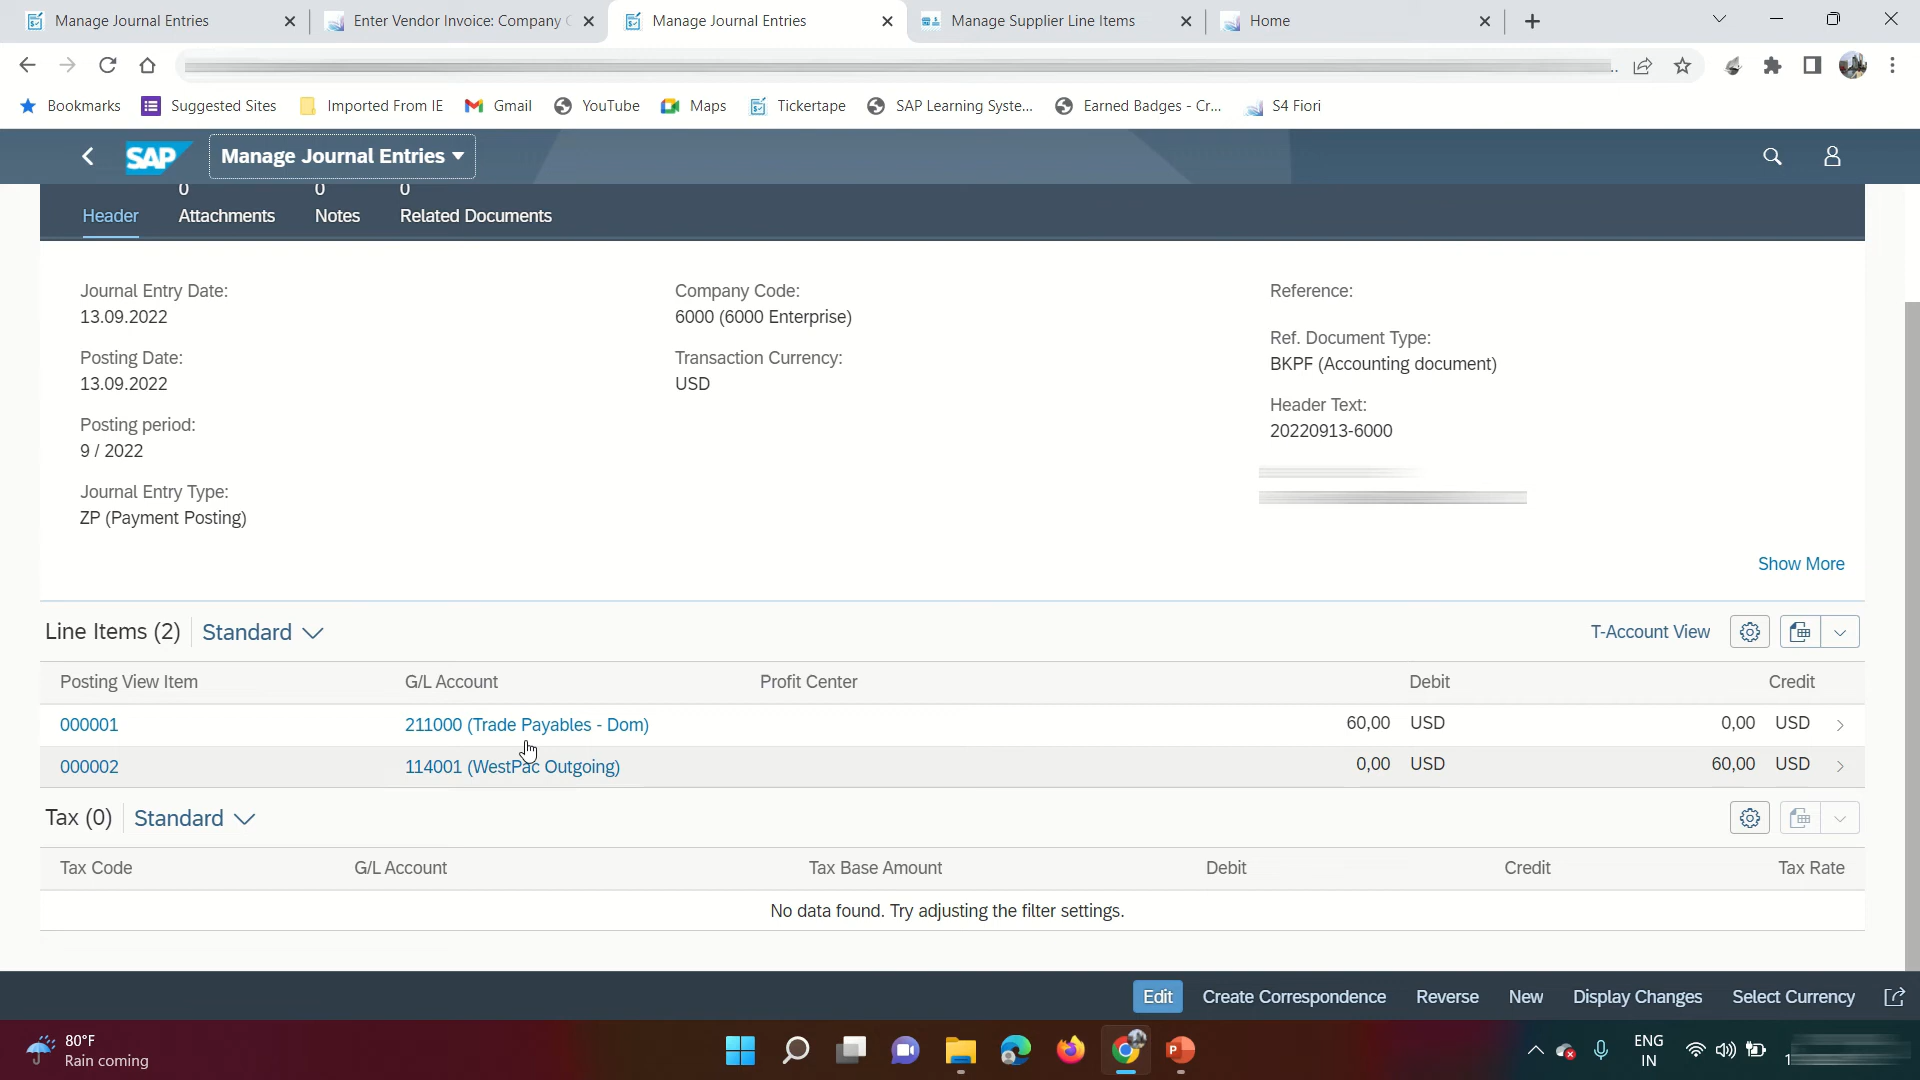 Manage Journal Entries
Enter Vendor Invoice: Company
Manage Journal Entries
Manage Supplier Line Items
Home
Bookmarks
Suggested Sites
Imported From IE
Gmail
YouTube
Maps
Tickertape
SAP Learning Syste...
Earned Badges - Cr...
S4 Fiori
SAP
Manage Journal Entries
0 0 0
Header Attachments Notes Related Documents
Journal Entry Date:
13.09.2022
Posting Date:
13.09.2022
Posting period:
9 / 2022
Journal Entry Type:
ZP (Payment Posting)
Company Code:
6000 (6000 Enterprise)
Transaction Currency:
USD
Reference:
Ref. Document Type:
BKPF (Accounting document)
Header Text:
20220913-6000
Show More
Line Items (2) Standard T-Account View
Posting View Item G/L Account Profit Center Debit Credit
000001 211000 (Trade Payables - Dom) 60,00 USD 0,00 USD
000002 114001 (WestPac Outgoing) 0,00 USD 60,00 USD
Tax (0) Standard
Tax Code G/L Account Tax Base Amount Debit Credit Tax Rate
No data found. Try adjusting the filter settings.
Edit Create Correspondence Reverse New Display Changes Select Currency
80°F
Rain coming
ENG
IN